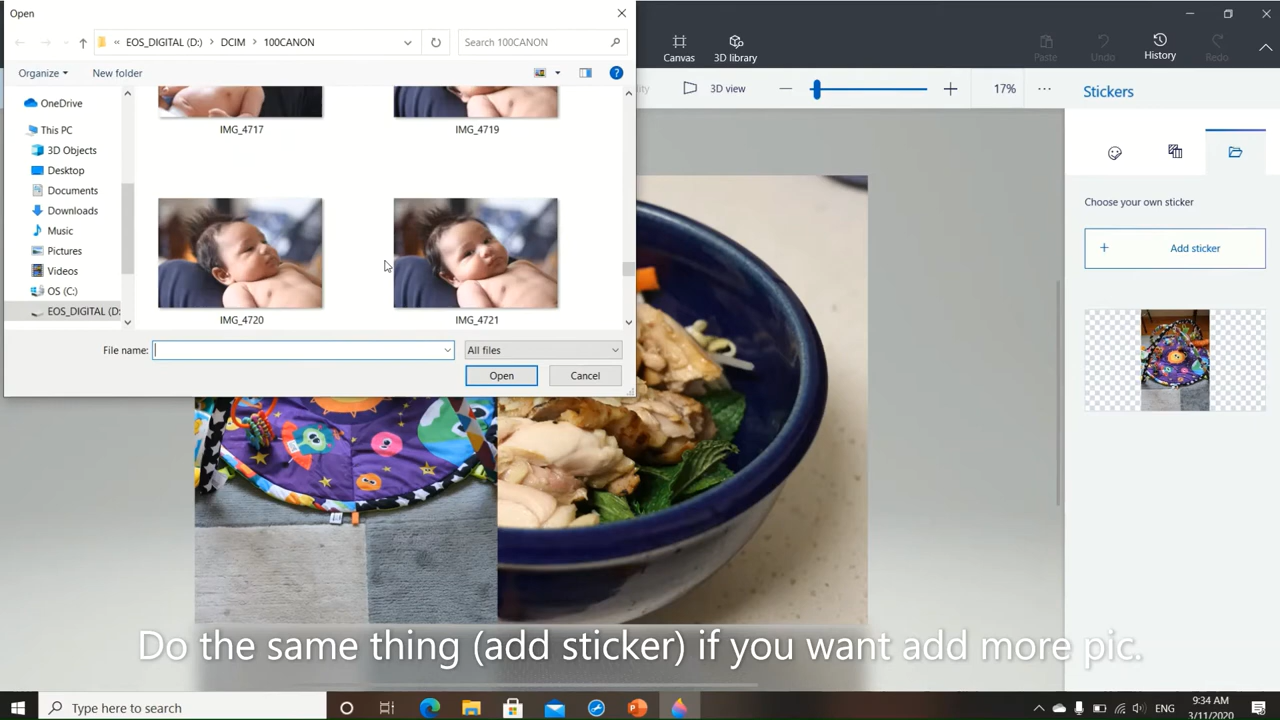 Open
EOS_DIGITAL (D:) DCIM 100CANON
Search 100CANON
Organize
New folder
OneDrive
This PC
3D Objects
Desktop
Documents
Downloads
Music
Pictures
Videos
OS (C:)
EOS_DIGITAL (D:
IMG_4717
IMG_4719
IMG_4720
IMG_4721
File name:
All files
Open
Cancel
Canvas
3D library
Paste
Undo
History
Redo
3D view
17%
Stickers
Choose your own sticker
Add sticker
Do the same thing (add sticker) if you want add more pic.
Type here to search
ENG
9:34 AM
3/11/2020